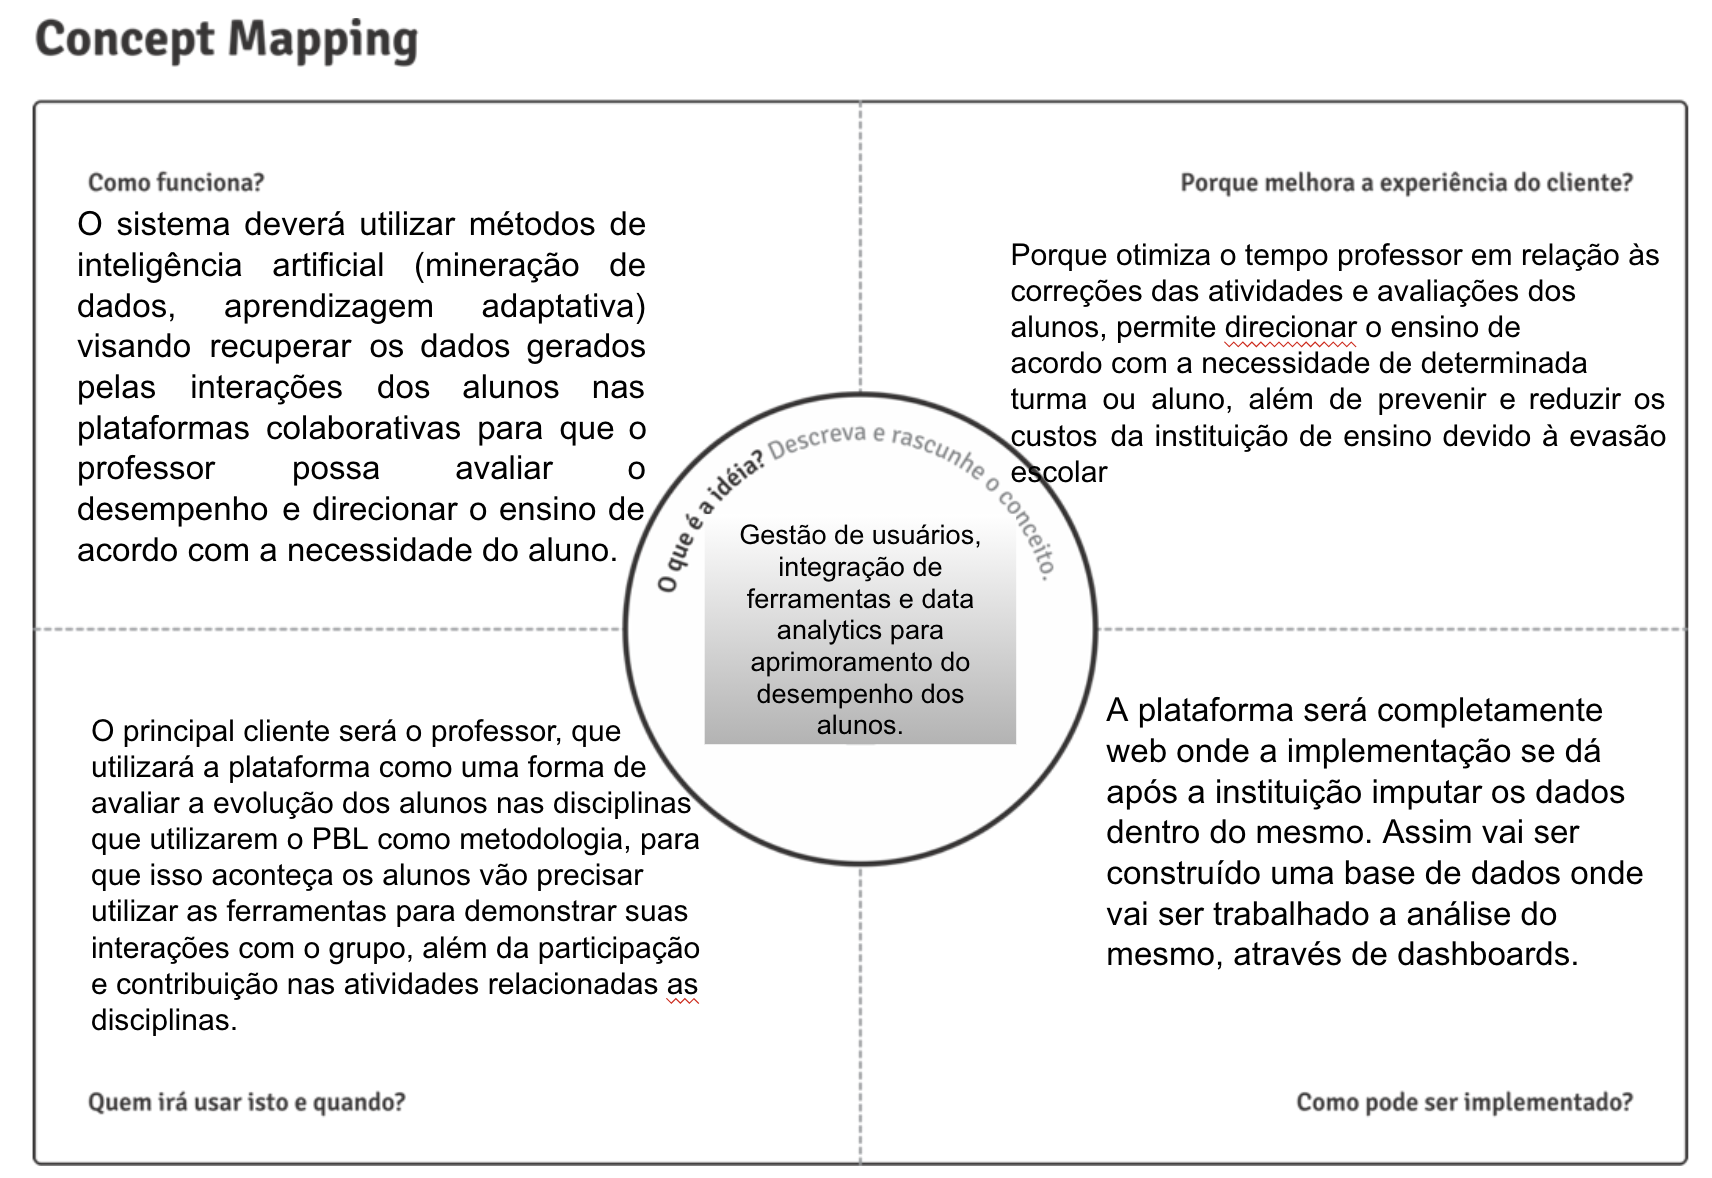 Concept Mapping
Como funciona?
O sistema deverá utilizar métodos de
inteligência artificial (mineração de
dados, aprendizagem adaptativa)
visando recuperar os dados gerados
pelas interações dos alunos nas
plataformas colaborativas para que o
professor possa avaliar o
desempenho e direcionar o ensino de
acordo com a necessidade do aluno.
Porque melhora a experiência do cliente?
Porque otimiza o tempo professor em relação às
correções das atividades e avaliações dos
alunos, permite direcionar o ensino de
acordo com a necessidade de determinada
turma ou aluno, além de prevenir e reduzir os
custos da instituição de ensino devido à evasão
escolar
O que é a idéia? Descreva e rascunhe o conceito.
Gestão de usuários,
integração de
ferramentas e data
analytics para
aprimoramento do
desempenho dos
alunos.
O principal cliente será o professor, que
utilizará a plataforma como uma forma de
avaliar a evolução dos alunos nas disciplinas
que utilizarem o PBL como metodologia, para
que isso aconteça os alunos vão precisar
utilizar as ferramentas para demonstrar suas
interações com o grupo, além da participação
e contribuição nas atividades relacionadas as
disciplinas.
Quem irá usar isto e quando?
A plataforma será completamente
web onde a implementação se dá
após a instituição imputar os dados
dentro do mesmo. Assim vai ser
construído uma base de dados onde
vai ser trabalhado a análise do
mesmo, através de dashboards.
Como pode ser implementado?